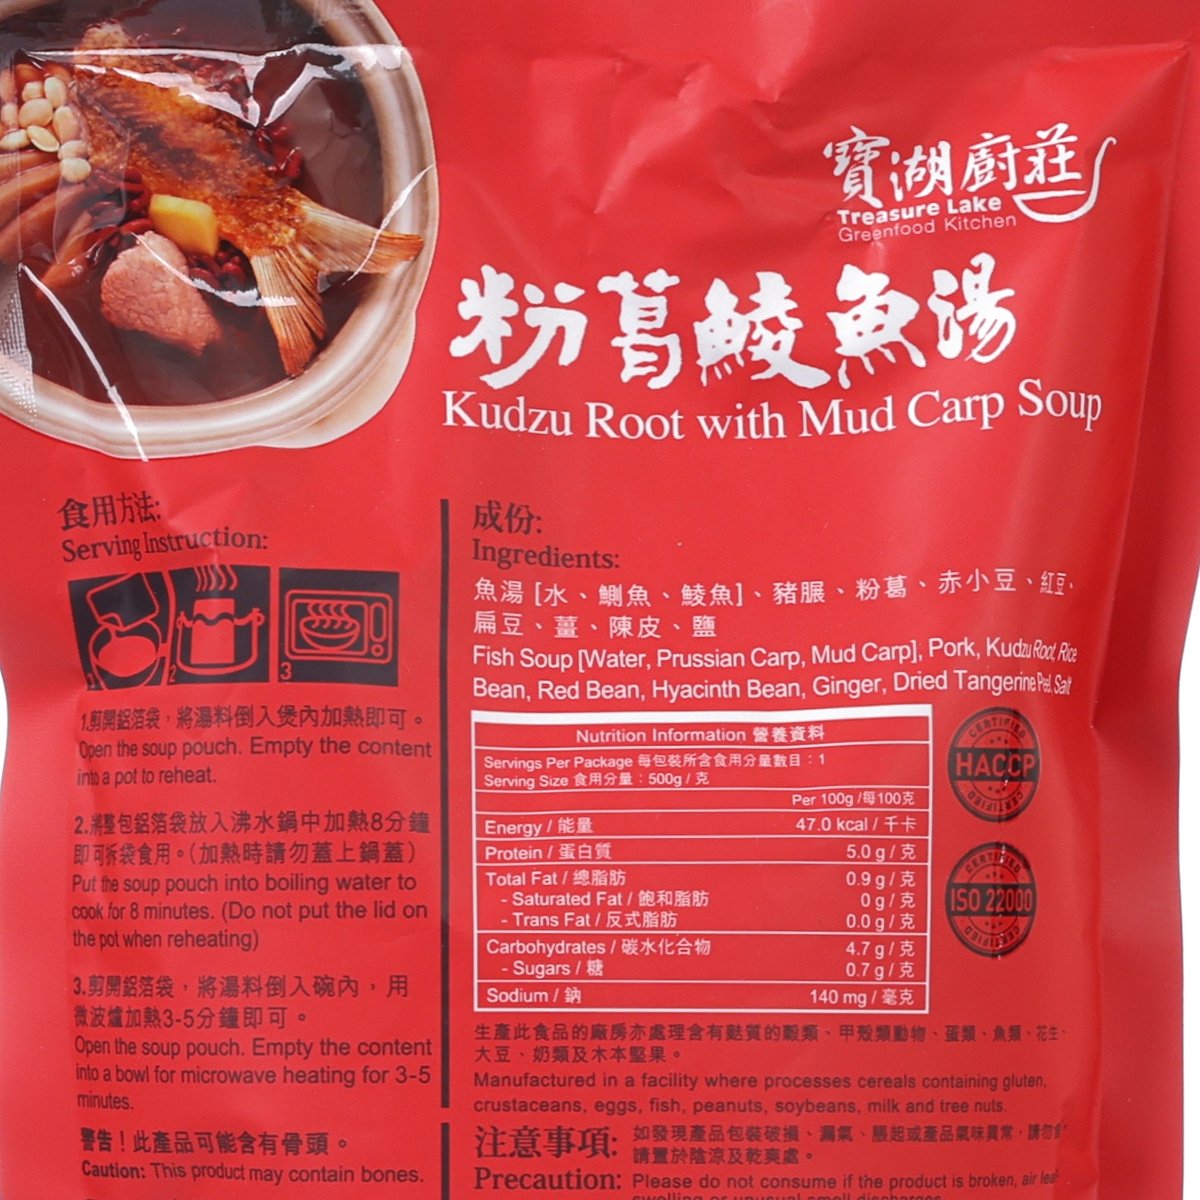 寶湖廚莊
Treasure Lake
Greenfood Kitchen
粉葛鯪魚湯
Kudzu Root with Mud Carp Soup
食用方法:
Serving Instruction:
1
2
3
1.剪開鋁箔袋，將湯料倒入煲內加熱即可。
Open the soup pouch. Empty the content
into a pot to reheat.
2.將整包鋁箔袋放入沸水鍋中加熱8分鐘
即可拆袋食用。(加熱時請勿蓋上鍋蓋)
Put the soup pouch into boiling water to
cook for 8 minutes. (Do not put the lid on
the pot when reheating)
3.剪開鋁箔袋，將湯料倒入碗內，用
微波爐加熱3-5分鐘即可。
Open the soup pouch. Empty the content
into a bowl for microwave heating for 3-5
minutes.
警告！此產品可能含有骨頭。
Caution: This product may contain bones.
成份:
Ingredients:
魚湯 [水、鰂魚、鯪魚]、豬𦟌、粉葛、赤小豆、紅豆、
扁豆、薑、陳皮、鹽
Fish Soup [Water, Prussian Carp, Mud Carp], Pork, Kudzu Root, Rice
Bean, Red Bean, Hyacinth Bean, Ginger, Dried Tangerine Peel, Salt
Nutrition Information 營養資料
Servings Per Package 每包裝所含食用分量數目：1
Serving Size 食用分量：500g / 克
Per 100g /每100克
Energy / 能量 47.0 kcal / 千卡
Protein / 蛋白質 5.0 g / 克
Total Fat / 總脂肪 0.9 g / 克
- Saturated Fat / 飽和脂肪 0 g / 克
- Trans Fat / 反式脂肪 0.0 g / 克
Carbohydrates / 碳水化合物 4.7 g / 克
- Sugars / 糖 0.7 g / 克
Sodium / 鈉 140 mg / 毫克
CERTIFIED
HACCP
CERTIFIED
CERTIFIED
ISO 22000
CERTIFIED
生產此食品的廠房亦處理含有麩質的穀類、甲殼類動物、蛋類、魚類、花生、
大豆、奶類及木本堅果。
Manufactured in a facility where processes cereals containing gluten,
crustaceans, eggs, fish, peanuts, soybeans, milk and tree nuts.
注意事項:
如發現產品包裝破損、漏氣、脹起或產品氣味異常，請勿食
請置於陰涼及乾爽處。
Precaution:
Please do not consume if the product is broken, air leak
swelling or unusual smell discharges.